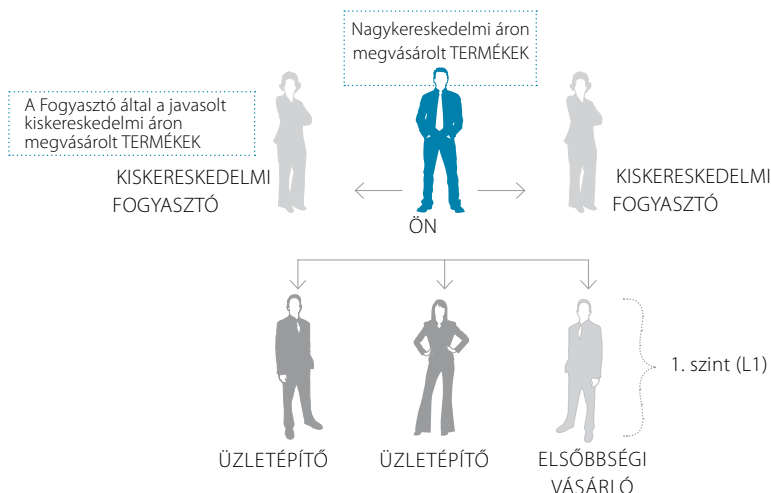 Nagykereskedelmi áron
megvásárolt TERMÉKEK
A Fogyasztó által a javasolt
kiskereskedelmi áron
megvásárolt TERMÉKEK
KISKERESKEDELMI
FOGYASZTÓ
ÖN
KISKERESKEDELMI
FOGYASZTÓ
1. szint (L1)
ÜZLETÉPÍTŐ
ÜZLETÉPÍTŐ
ELSŐBBSÉGI
VÁSÁRLÓ